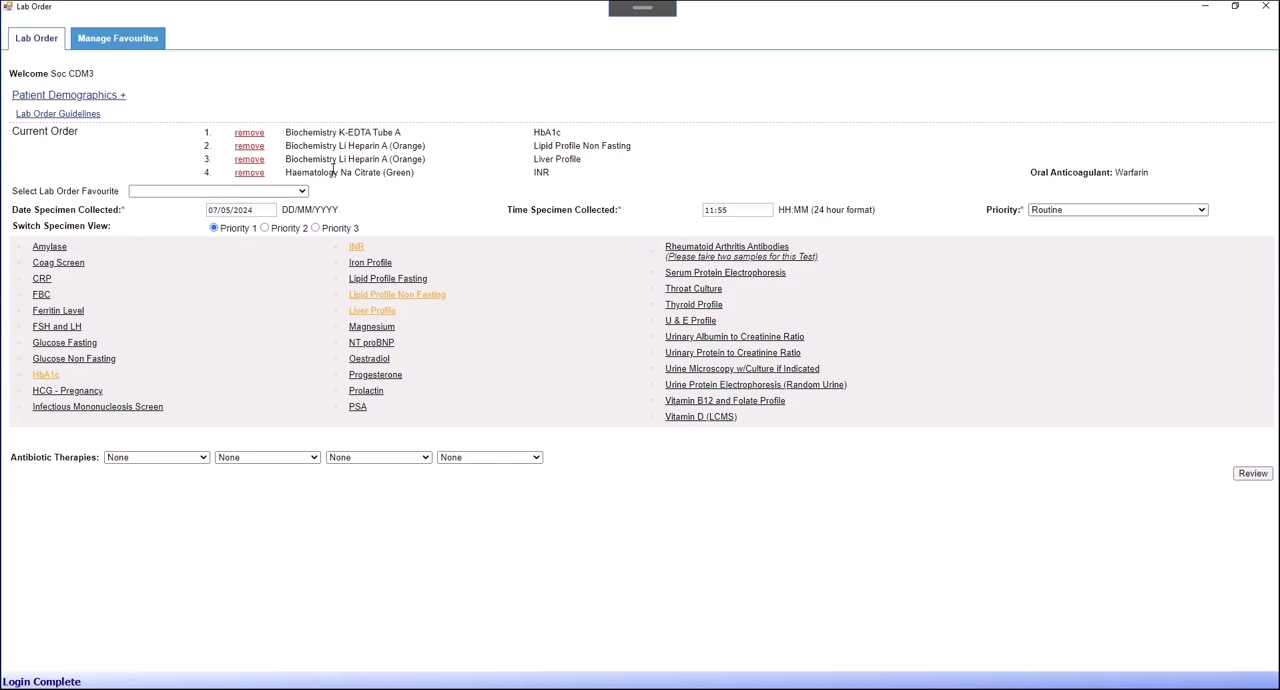 Lab Order
Lab Order Manage Favourites
Welcome Soc CDM3
Patient Demographics +
Lab Order Guidelines
Current Order 1. remove Biochemistry K-EDTA Tube A HbA1c
2. remove Biochemistry Li Heparin A (Orange) Lipid Profile Non Fasting
3. remove Biochemistry Li Heparin A (Orange) Liver Profile
4. remove Haematology Na Citrate (Green) INR Oral Anticoagulant: Warfarin
Select Lab Order Favourite
Date Specimen Collected:* 07/05/2024 DD/MM/YYYY Time Specimen Collected:* 11:55 HH:MM (24 hour format) Priority:* Routine
Switch Specimen View: Priority 1 Priority 2 Priority 3
Amylase
Coag Screen
CRP
FBC
Ferritin Level
FSH and LH
Glucose Fasting
Glucose Non Fasting
HbA1c
HCG - Pregnancy
Infectious Mononucleosis Screen
INR
Iron Profile
Lipid Profile Fasting
Lipid Profile Non Fasting
Liver Profile
Magnesium
NT proBNP
Oestradiol
Progesterone
Prolactin
PSA
Rheumatoid Arthritis Antibodies
(Please take two samples for this Test)
Serum Protein Electrophoresis
Throat Culture
Thyroid Profile
U & E Profile
Urinary Albumin to Creatinine Ratio
Urinary Protein to Creatinine Ratio
Urine Microscopy w/Culture if Indicated
Urine Protein Electrophoresis (Random Urine)
Vitamin B12 and Folate Profile
Vitamin D (LCMS)
Antibiotic Therapies: None None None None
Review
Login Complete